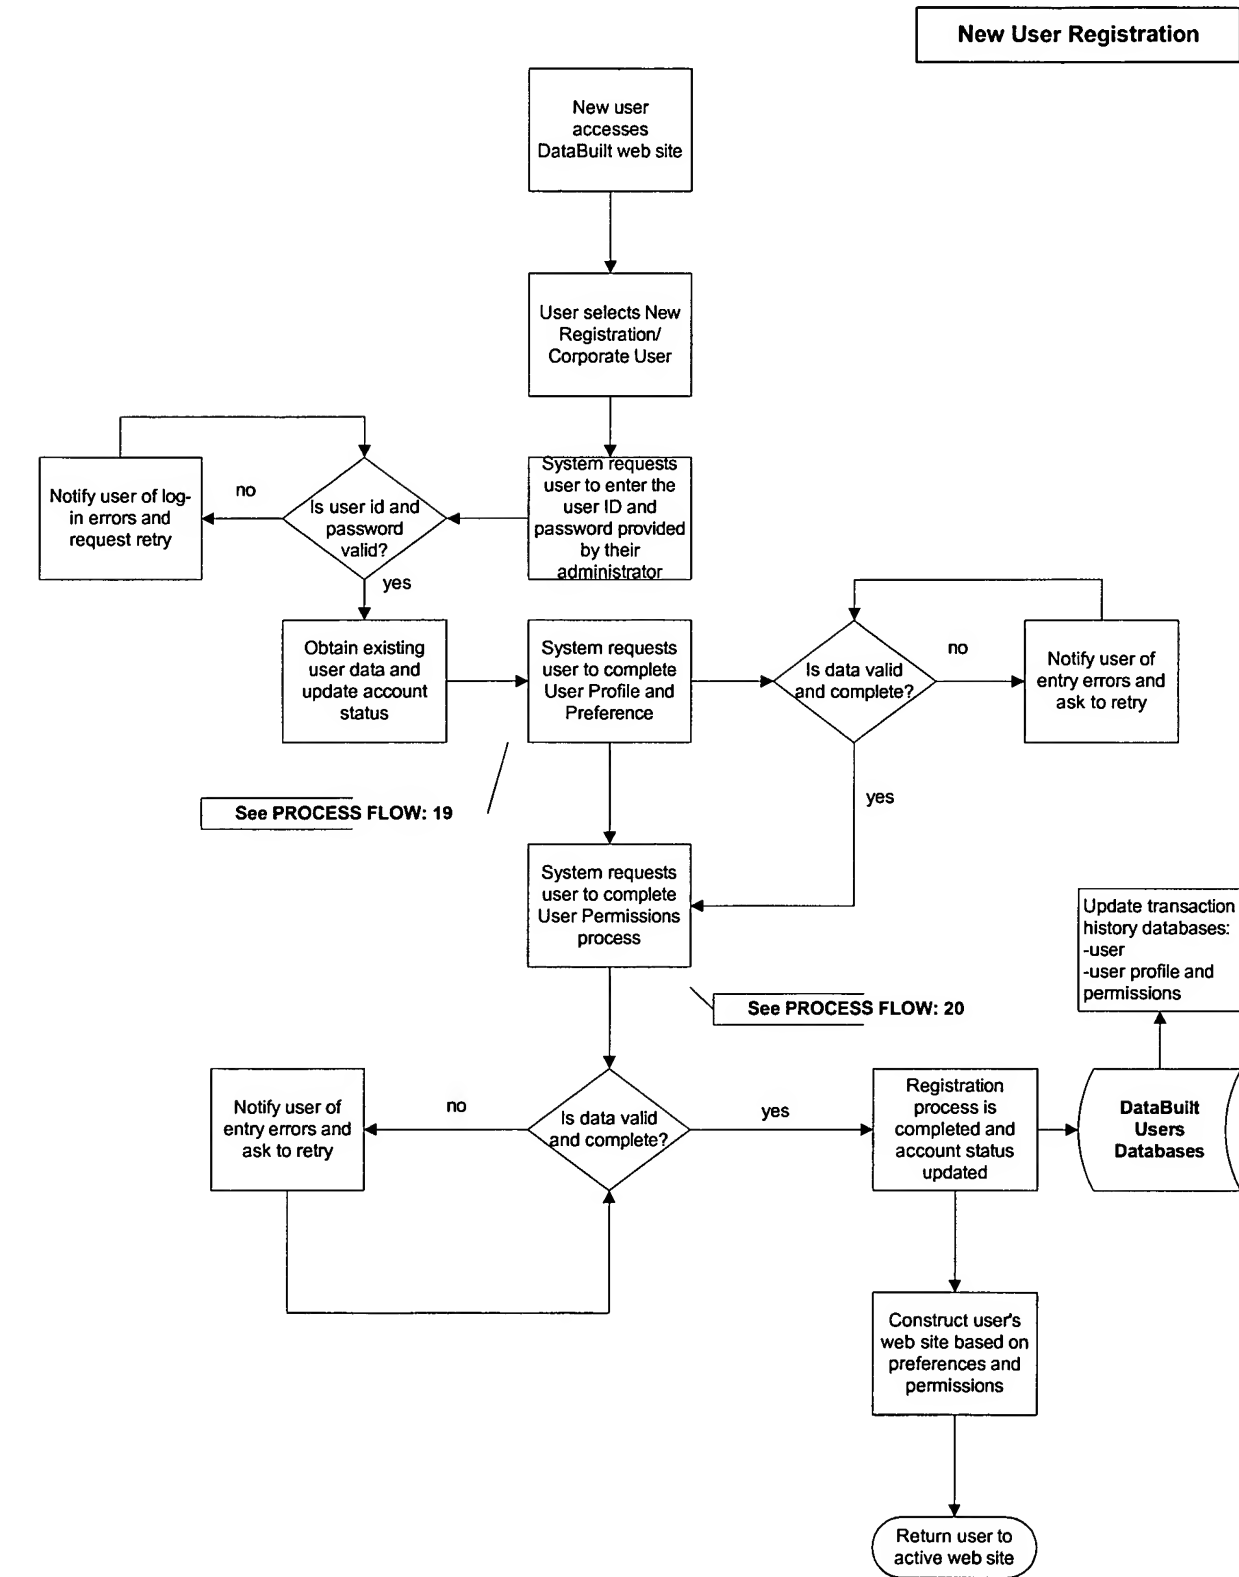 New User Registration
New user
accesses
DataBuilt web site
User selects New
Registration/
Corporate User
System requests
user to enter the
user ID and
password provided
by their
administrator
Is user id and
password
valid?
no
Notify user of log-
in errors and
request retry
yes
Obtain existing
user data and
update account
status
System requests
user to complete
User Profile and
Preference
Is data valid
and complete?
no
Notify user of
entry errors and
ask to retry
See PROCESS FLOW: 19
yes
System requests
user to complete
User Permissions
process
See PROCESS FLOW: 20
Update transaction
history databases:
-user
-user profile and
permissions
Notify user of
entry errors and
ask to retry
no
Is data valid
and complete?
yes
Registration
process is
completed and
account status
updated
DataBuilt
Users
Databases
Construct user's
web site based on
preferences and
permissions
Return user to
active web site